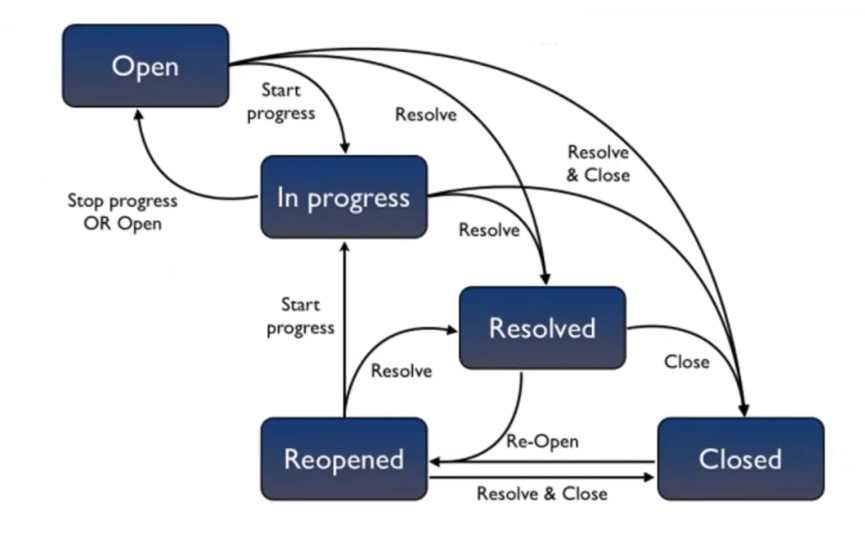 Open
Start
progress
Resolve
Resolve
& Close
In progress
Stop progress
OR Open
Resolve
Start
progress
Resolved
Resolve
Close
Re-Open
Reopened
Closed
Resolve & Close